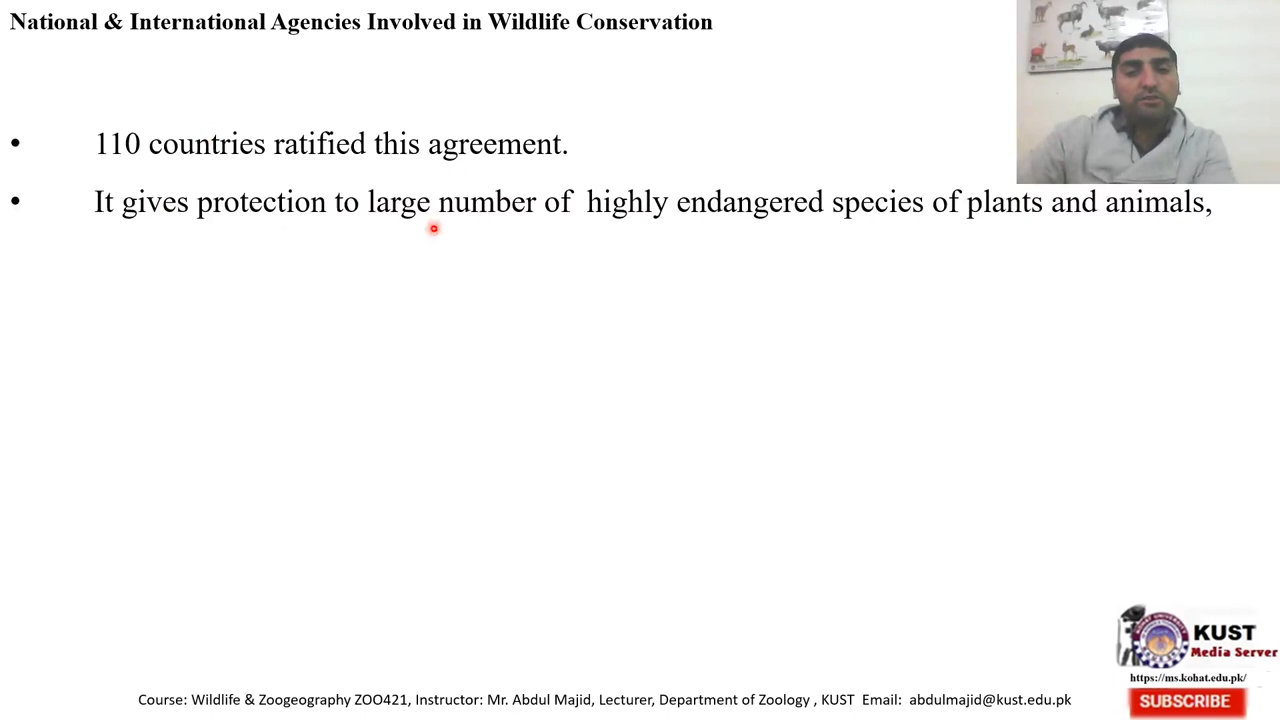 National & International Agencies Involved in Wildlife Conservation
• 110 countries ratified this agreement.
• It gives protection to large number of highly endangered species of plants and animals,
KUST
Media Server
https://ms.kohat.edu.pk/
SUBSCRIBE
Course: Wildlife & Zoogeography ZOO421, Instructor: Mr. Abdul Majid, Lecturer, Department of Zoology , KUST Email: abdulmajid@kust.edu.pk